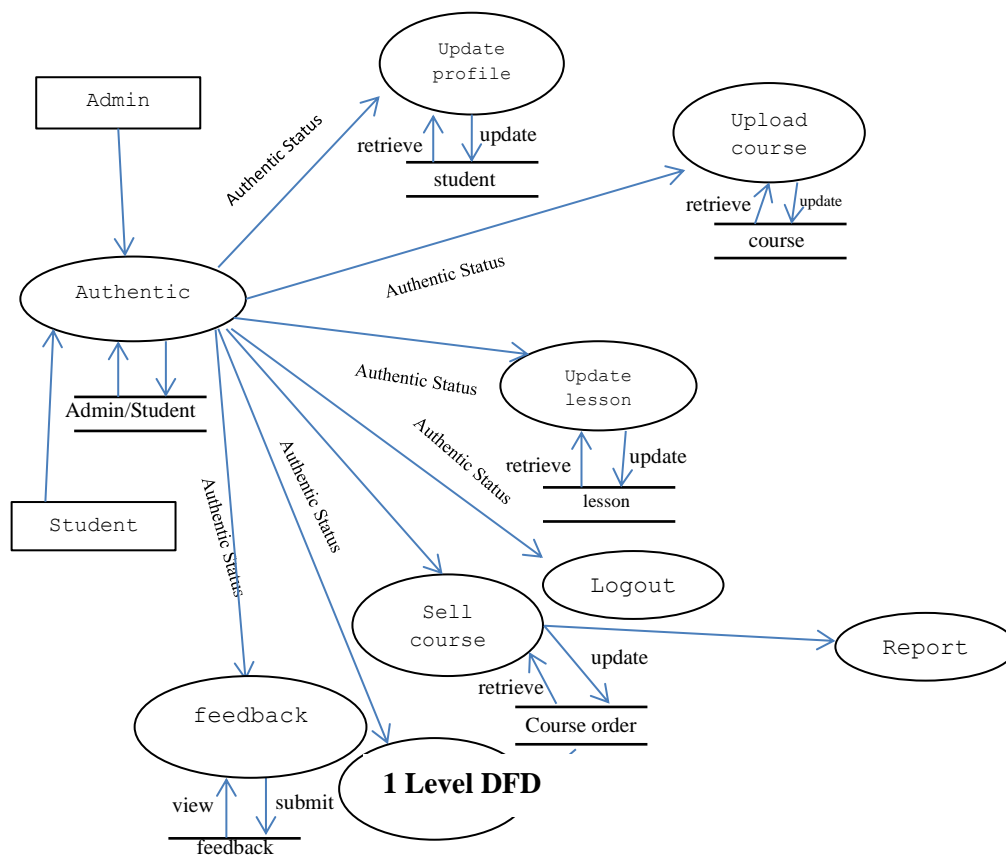 Update
profile
Admin
Upload
course
Authentic Status
retrieve
update
student
retrieve
update
course
Authentic
Authentic Status
Authentic Status
Update
lesson
Admin/Student
Authentic Status
retrieve
update
lesson
Authentic Status
Authentic Status
Student
Logout
Sell
course
Report
update
retrieve
Course order
feedback
1 Level DFD
view
submit
feedback